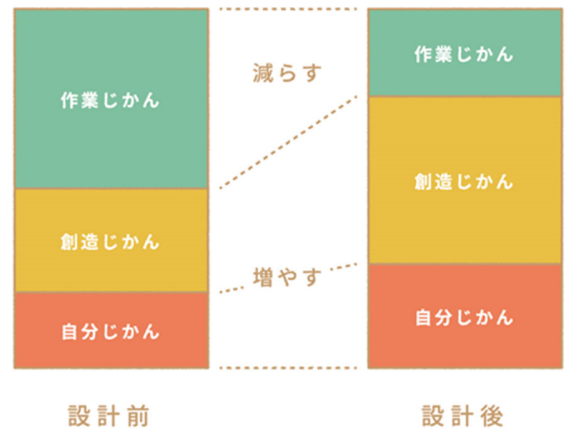 作業じかん
創造じかん
自分じかん
設計前
減らす
増やす
作業じかん
創造じかん
自分じかん
設計後